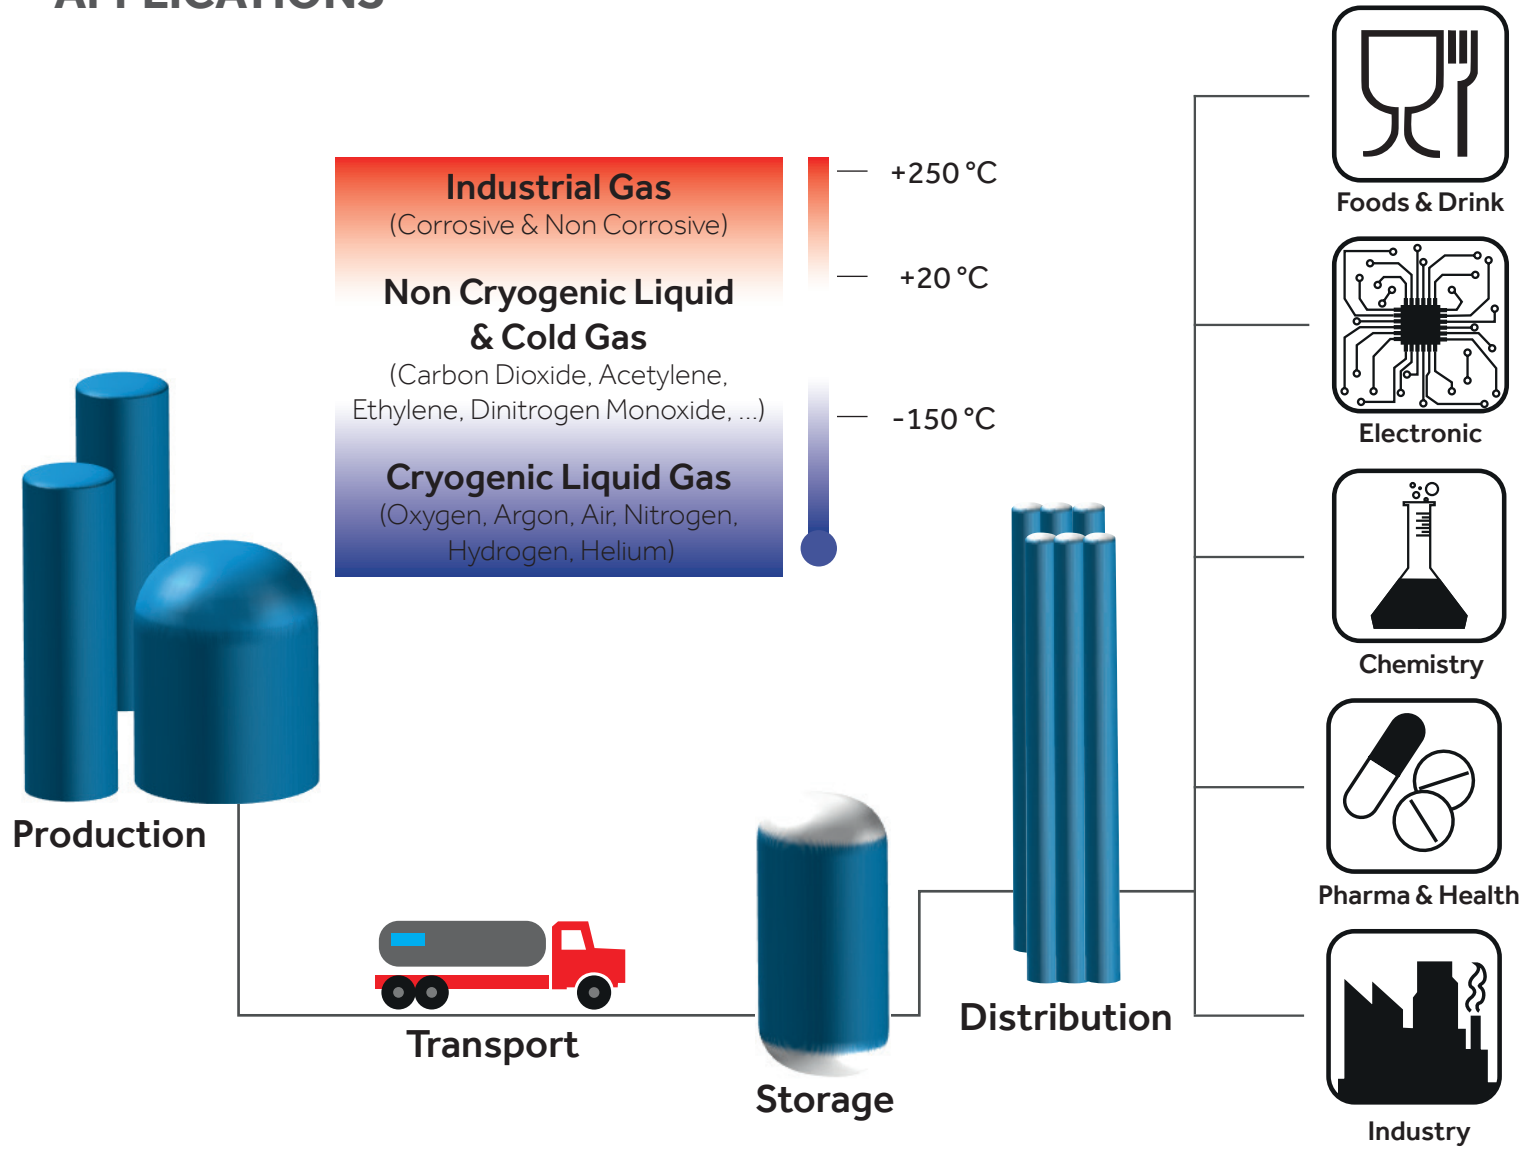 APPLICATIONS
Industrial Gas
(Corrosive & Non Corrosive)
Non Cryogenic Liquid
& Cold Gas
(Carbon Dioxide, Acetylene,
Ethylene, Dinitrogen Monoxide, ...)
Cryogenic Liquid Gas
(Oxygen, Argon, Air, Nitrogen,
Hydrogen, Helium)
+250 °C
+20 °C
-150 °C
Production
Transport
Storage
Distribution
Foods & Drink
Electronic
Chemistry
Pharma & Health
Industry